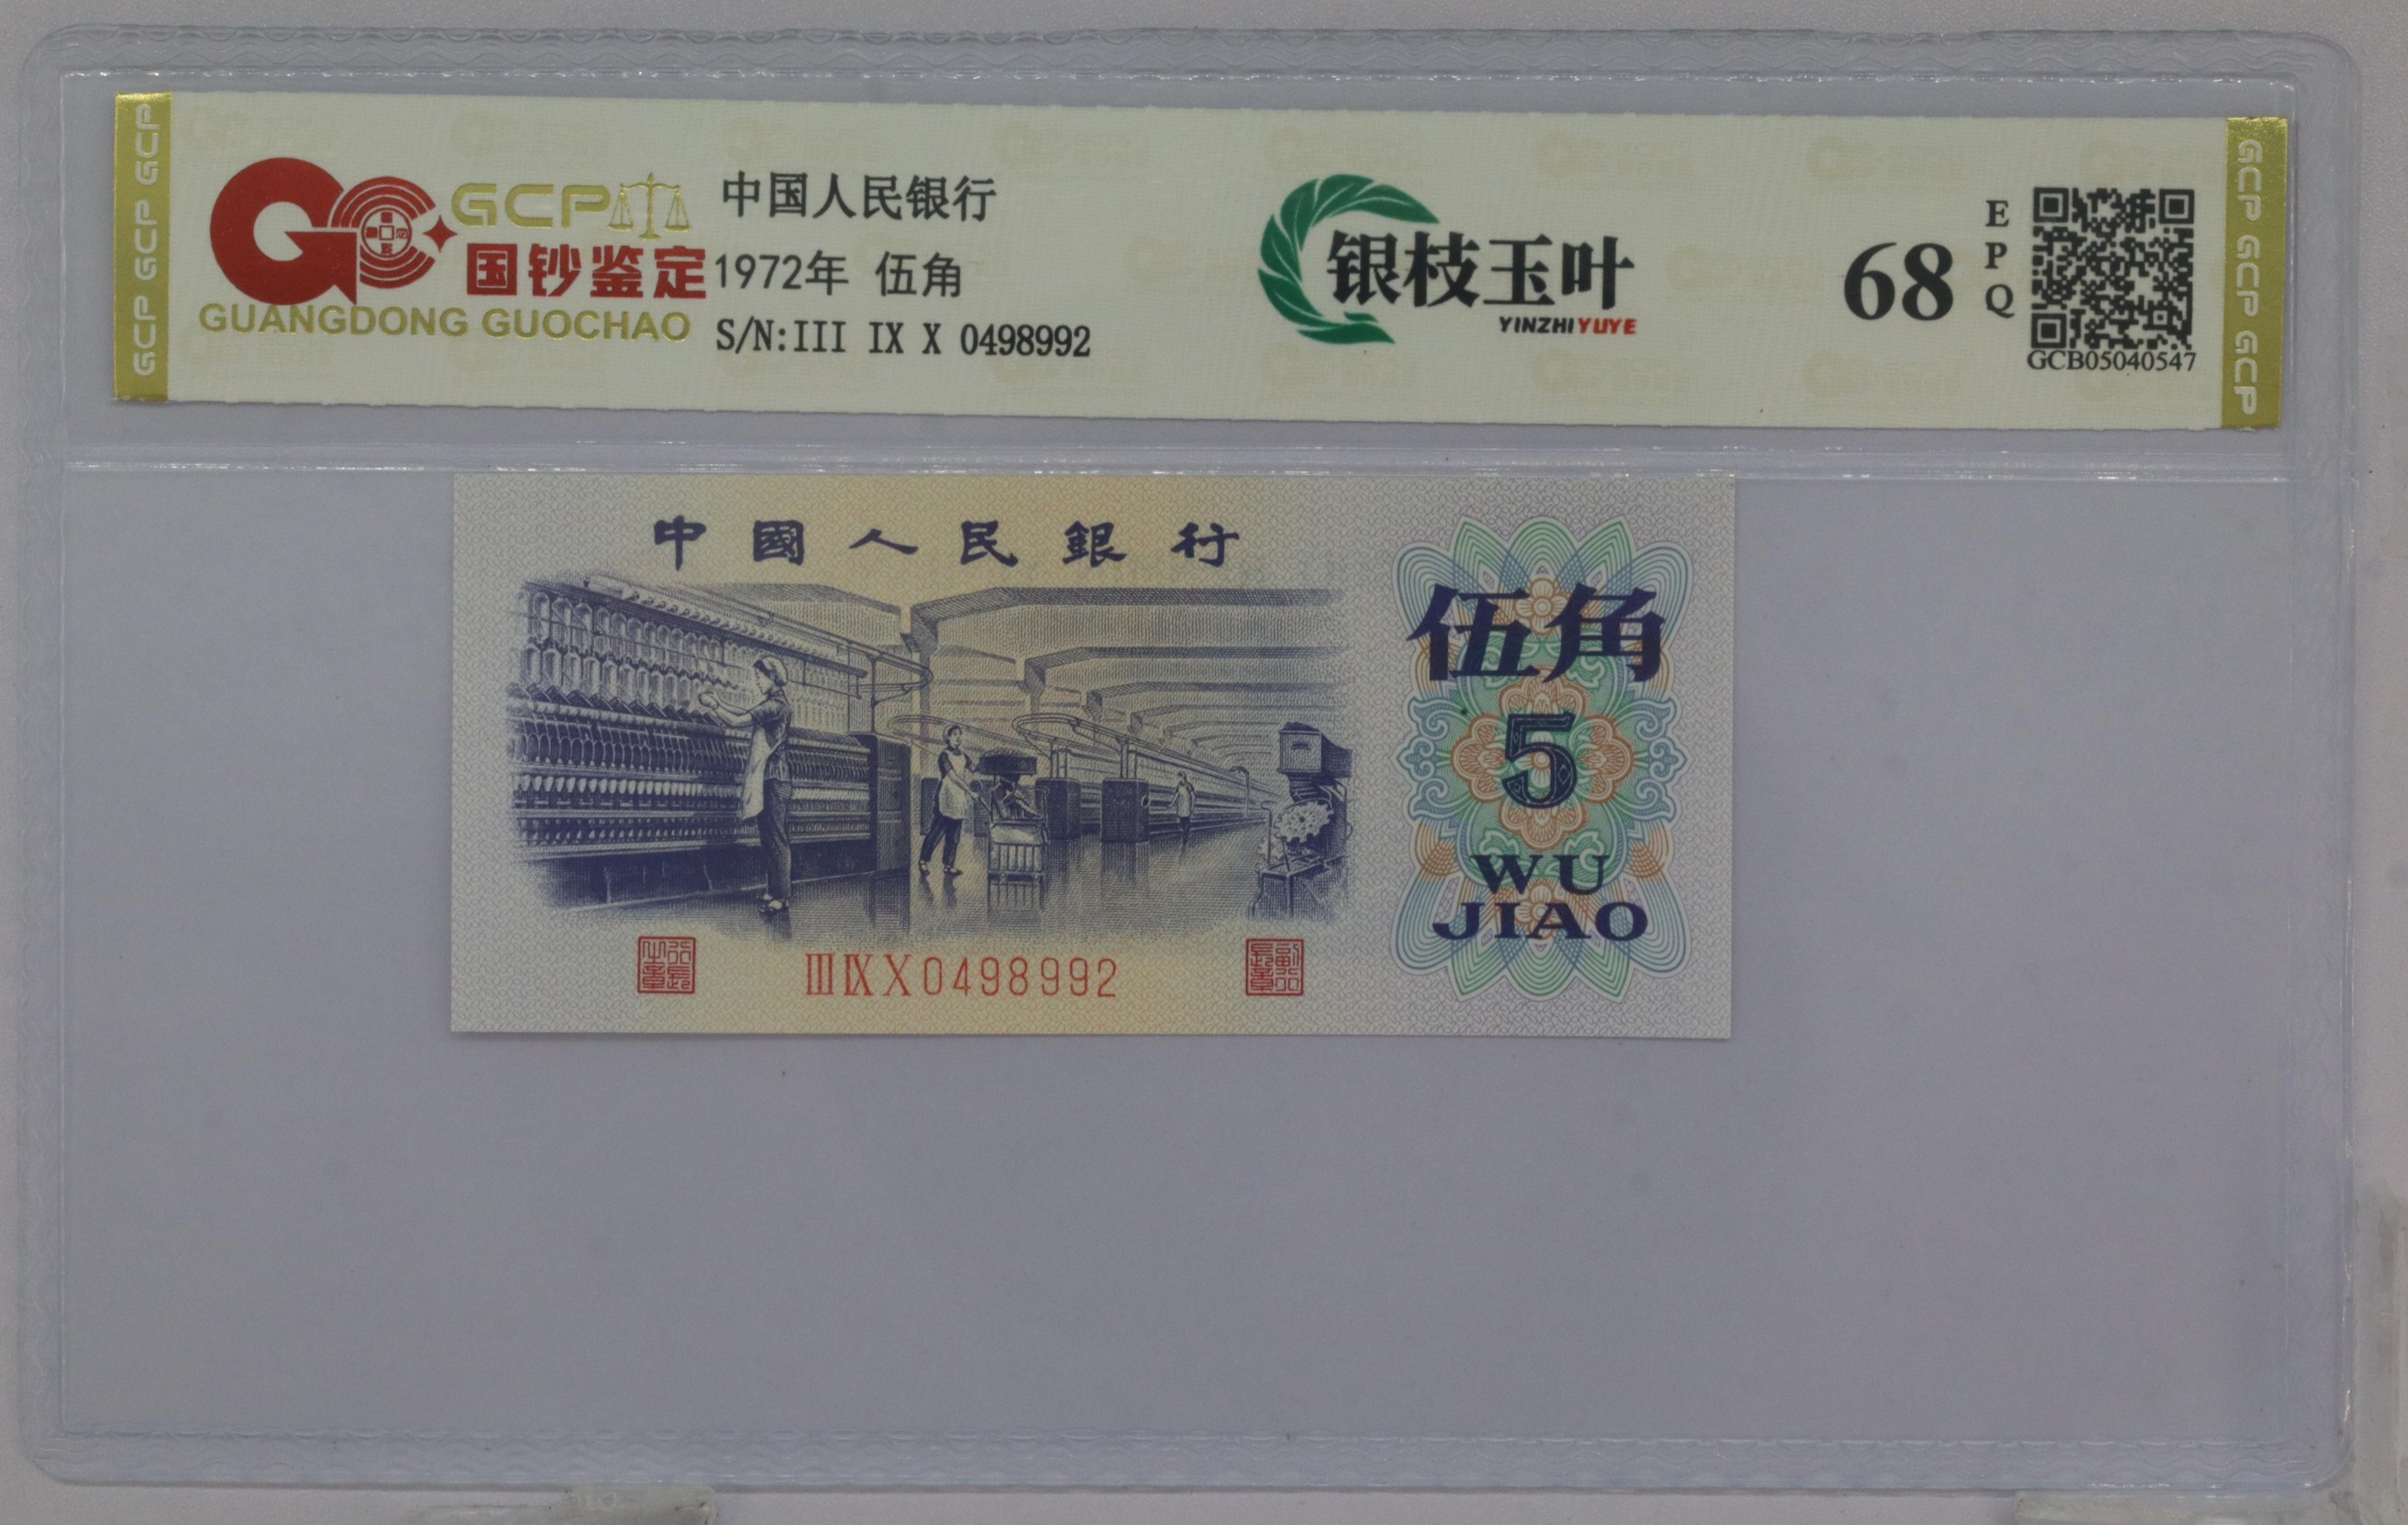 GCP GCP GCP
GCP
国钞鉴定
GUANGDONG GUOCHAO
中国人民银行
1972年 伍角
S/N:III IX X 0498992
银枝玉叶
YINZHIYUYE
68
EPQ
GCB05040547
GCP GCP GCP
中國人民銀行
伍角
5
WU
JIAO
ⅢⅨⅩ0498992